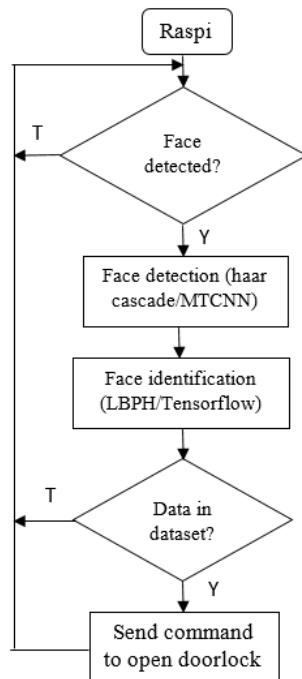 Raspi
T
Face
detected?
Y
Face detection (haar
cascade/MTCNN)
Face identification
(LBPH/Tensorflow)
T
Data in
dataset?
Y
Send command
to open doorlock